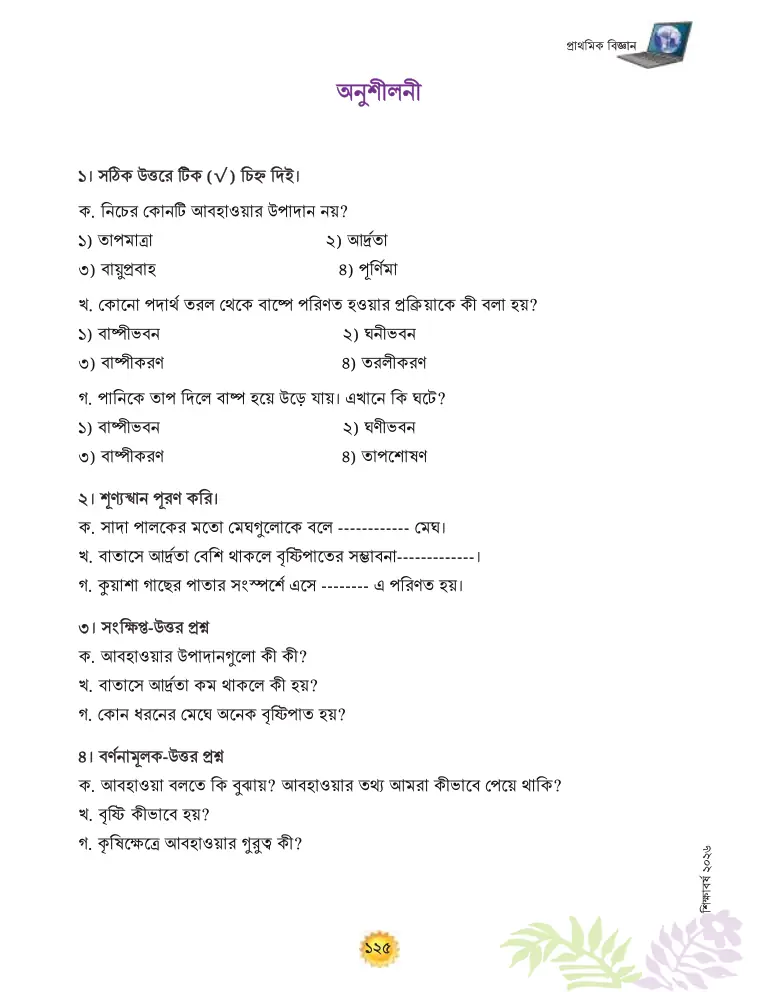 প্রাথমিক বিজ্ঞান
অনুশীলনী
১। সঠিক উত্তরে টিক (√) চিহ্ন দিই।
ক. নিচের কোনটি আবহাওয়ার উপাদান নয়?
১) তাপমাত্রা ২) আর্দ্রতা
৩) বায়ুপ্রবাহ ৪) পূর্ণিমা
খ. কোনো পদার্থ তরল থেকে বাষ্পে পরিণত হওয়ার প্রক্রিয়াকে কী বলা হয়?
১) বাষ্পীভবন ২) ঘনীভবন
৩) বাষ্পীকরণ ৪) তরলীকরণ
গ. পানিকে তাপ দিলে বাষ্প হয়ে উড়ে যায়। এখানে কি ঘটে?
১) বাষ্পীভবন ২) ঘণীভবন
৩) বাষ্পীকরণ ৪) তাপশোষণ
২। শূণ্যস্থান পূরণ করি।
ক. সাদা পালকের মতো মেঘগুলোকে বলে ------------ মেঘ।
খ. বাতাসে আর্দ্রতা বেশি থাকলে বৃষ্টিপাতের সম্ভাবনা-------------।
গ. কুয়াশা গাছের পাতার সংস্পর্শে এসে -------- এ পরিণত হয়।
৩। সংক্ষিপ্ত-উত্তর প্রশ্ন
ক. আবহাওয়ার উপাদানগুলো কী কী?
খ. বাতাসে আর্দ্রতা কম থাকলে কী হয়?
গ. কোন ধরনের মেঘে অনেক বৃষ্টিপাত হয়?
৪। বর্ণনামূলক-উত্তর প্রশ্ন
ক. আবহাওয়া বলতে কি বুঝায়? আবহাওয়ার তথ্য আমরা কীভাবে পেয়ে থাকি?
খ. বৃষ্টি কীভাবে হয়?
গ. কৃষিক্ষেত্রে আবহাওয়ার গুরুত্ব কী?
শিক্ষাবর্ষ ২০২৬
১২৫